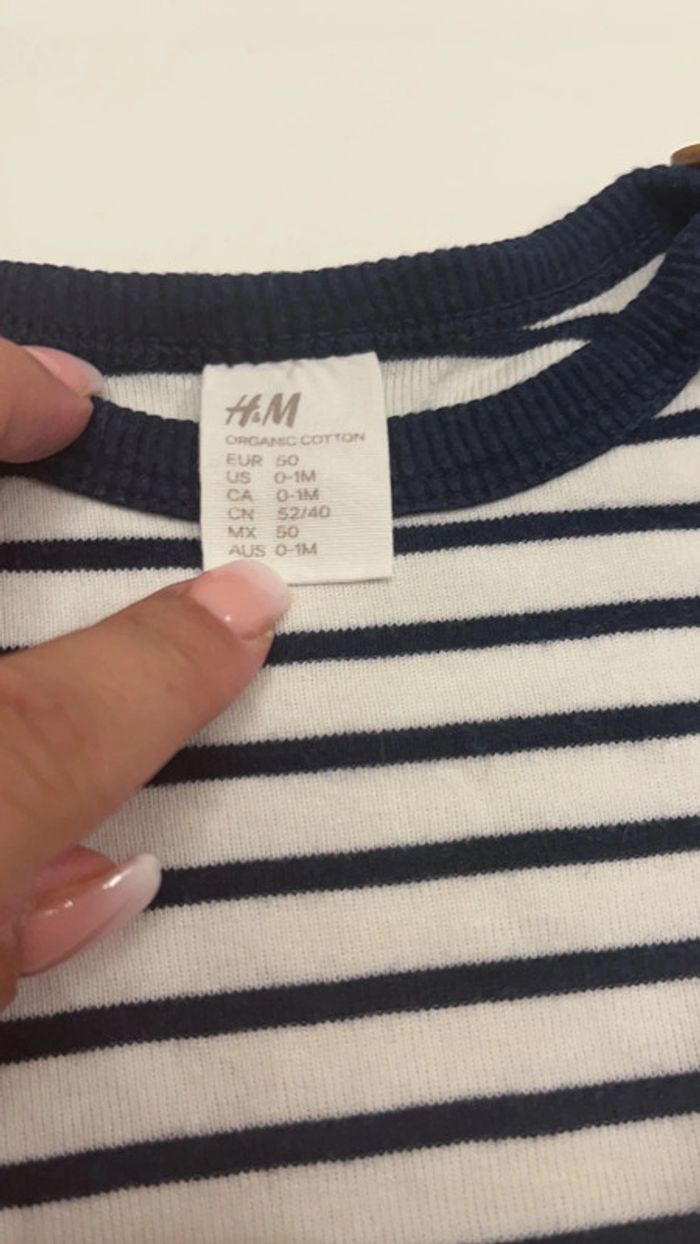 H&M
ORGANIC COTTON
EUR 50
US 0-1M
CA 0-1M
CN 52/40
MX 50
AUS 0-1M